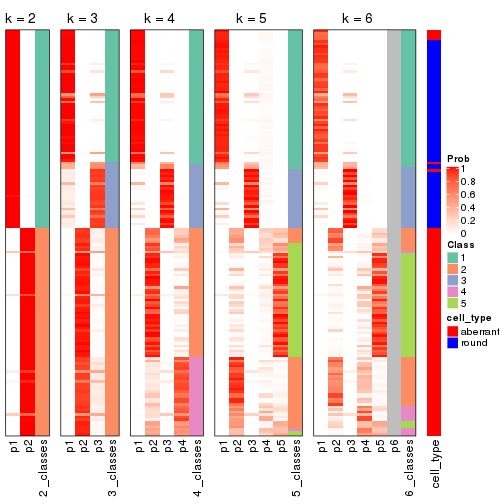 k = 2 k = 3 k = 4 k = 5 k = 6
p1 p2 2_classes p1 p2 p3 3_classes p1 p2 p3 p4 4_classes p1 p2 p3 p4 p5 5_classes p1 p2 p3 p4 p5 p6 6_classes cell_type
Prob
1
0.8
0.6
0.4
0.2
0
Class
1
2
3
4
5
cell_type
aberrant
round